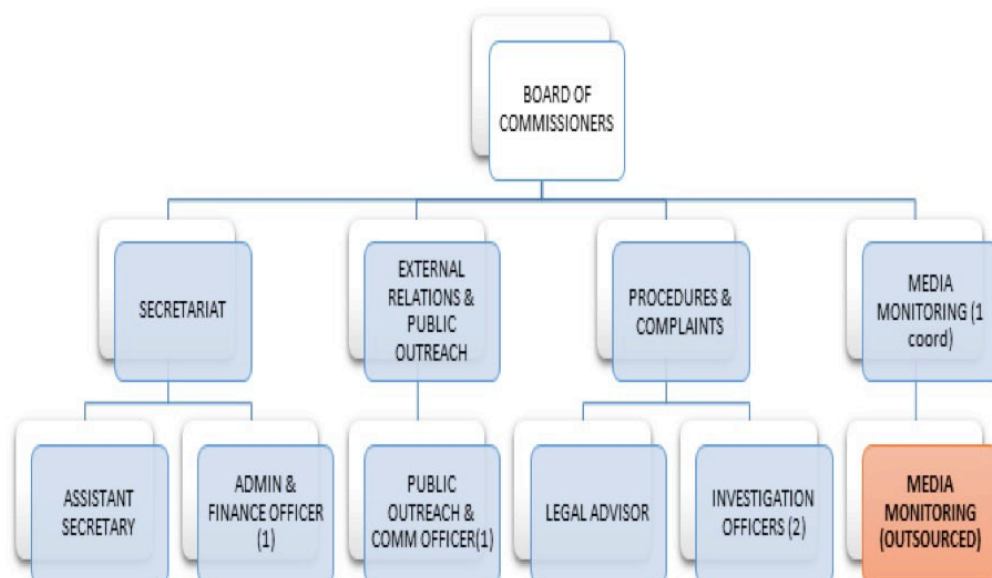 BOARD OF
COMMISSIONERS
SECRETARIAT
EXTERNAL
RELATIONS &
PUBLIC
OUTREACH
PROCEDURES &
COMPLAINTS
MEDIA
MONITORING (1
coord)
ASSISTANT
SECRETARY
ADMIN &
FINANCE OFFICER
(1)
PUBLIC
OUTREACH &
COMM OFFICER(1)
LEGAL ADVISOR
INVESTIGATION
OFFICERS (2)
MEDIA
MONITORING
(OUTSOURCED)